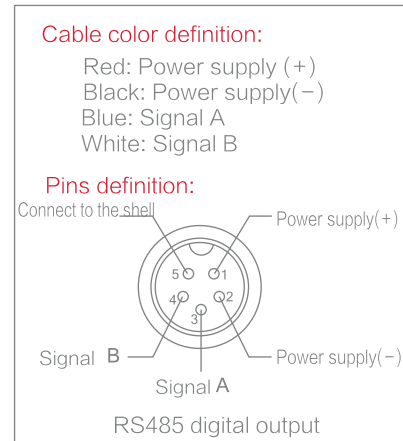 Cable color definition:
Red: Power supply (+)
Black: Power supply(−)
Blue: Signal A
White: Signal B
Pins definition:
Connect to the shell
Power supply(+)
5 1
4 2
3
Signal B
Power supply(−)
Signal A
RS485 digital output